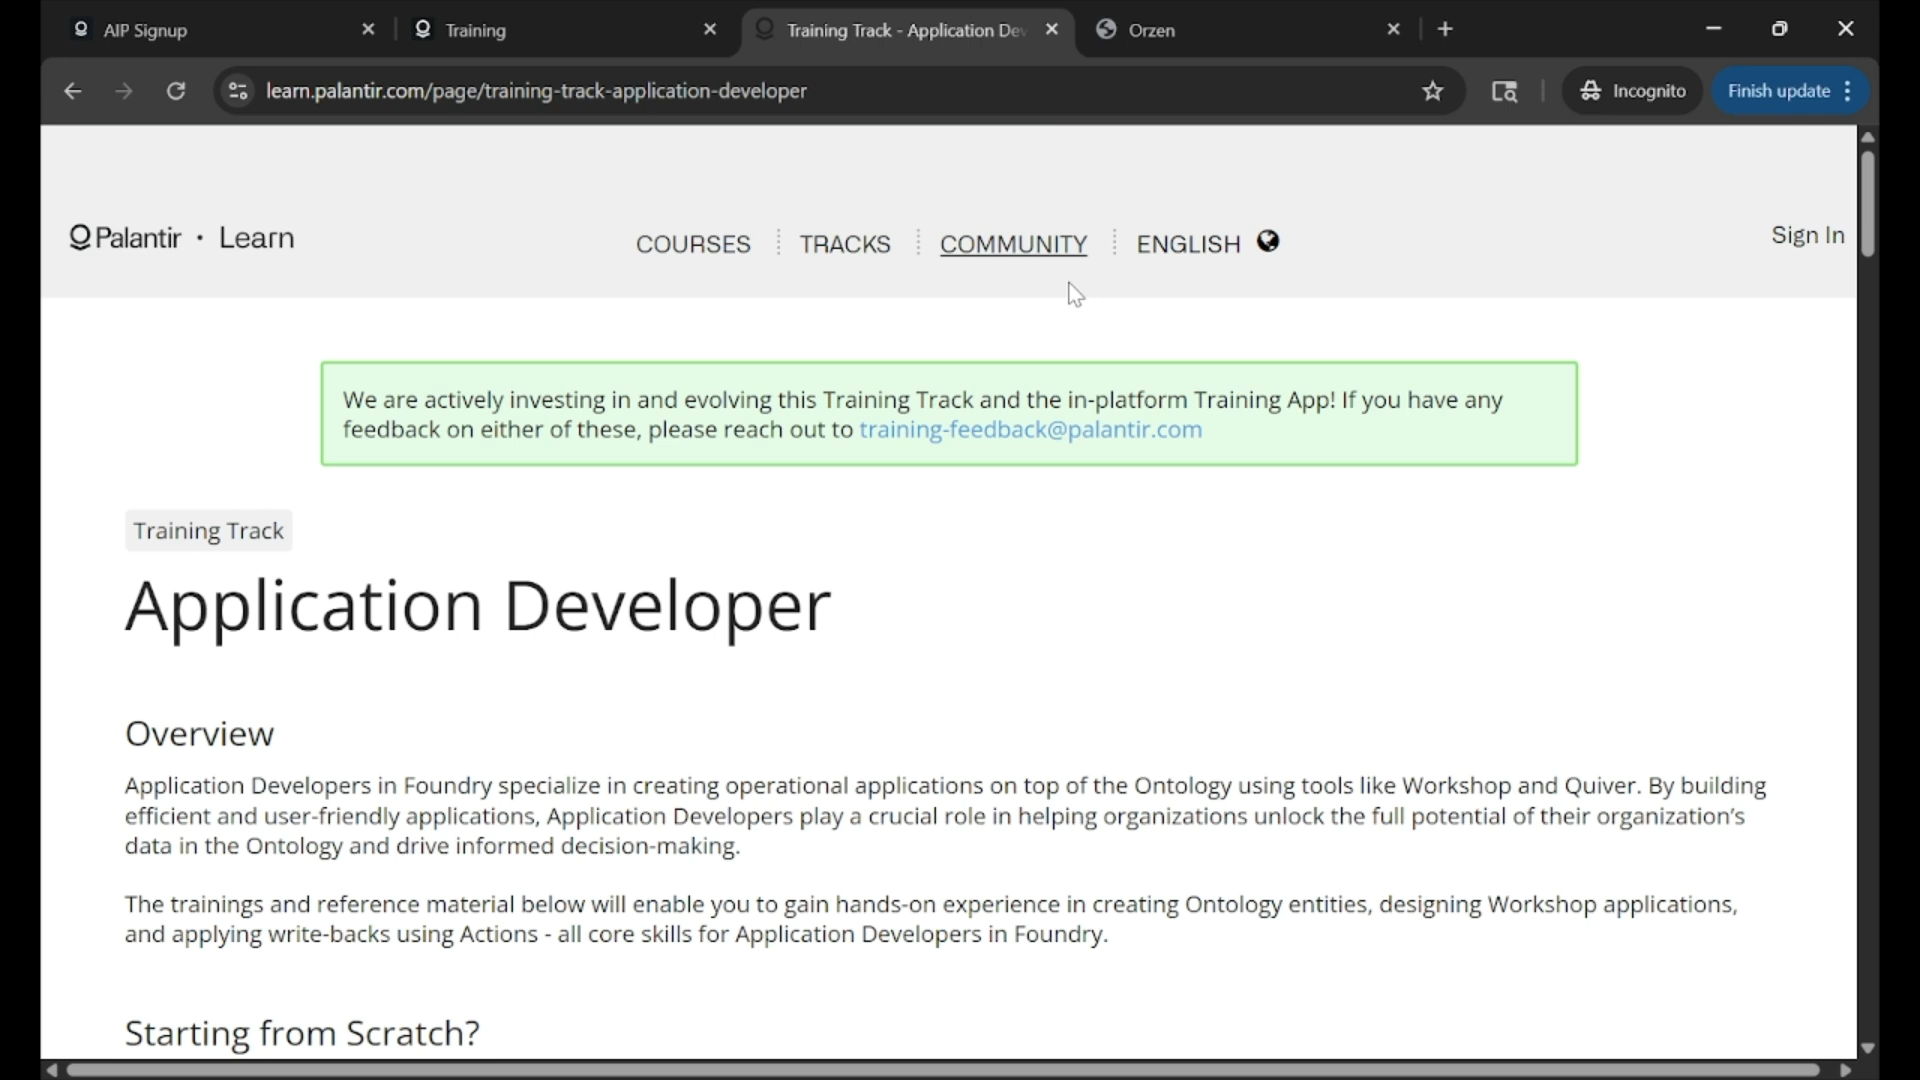 AIP Signup
Training
Training Track - Application Dev
Orzen
learn.palantir.com/page/training-track-application-developer
Incognito
Finish update
Palantir · Learn
COURSES
TRACKS
COMMUNITY
ENGLISH
Sign In
We are actively investing in and evolving this Training Track and the in-platform Training App! If you have any
feedback on either of these, please reach out to training-feedback@palantir.com
Training Track
Application Developer
Overview
Application Developers in Foundry specialize in creating operational applications on top of the Ontology using tools like Workshop and Quiver. By building
efficient and user-friendly applications, Application Developers play a crucial role in helping organizations unlock the full potential of their organization’s
data in the Ontology and drive informed decision-making.
The trainings and reference material below will enable you to gain hands-on experience in creating Ontology entities, designing Workshop applications,
and applying write-backs using Actions - all core skills for Application Developers in Foundry.
Starting from Scratch?